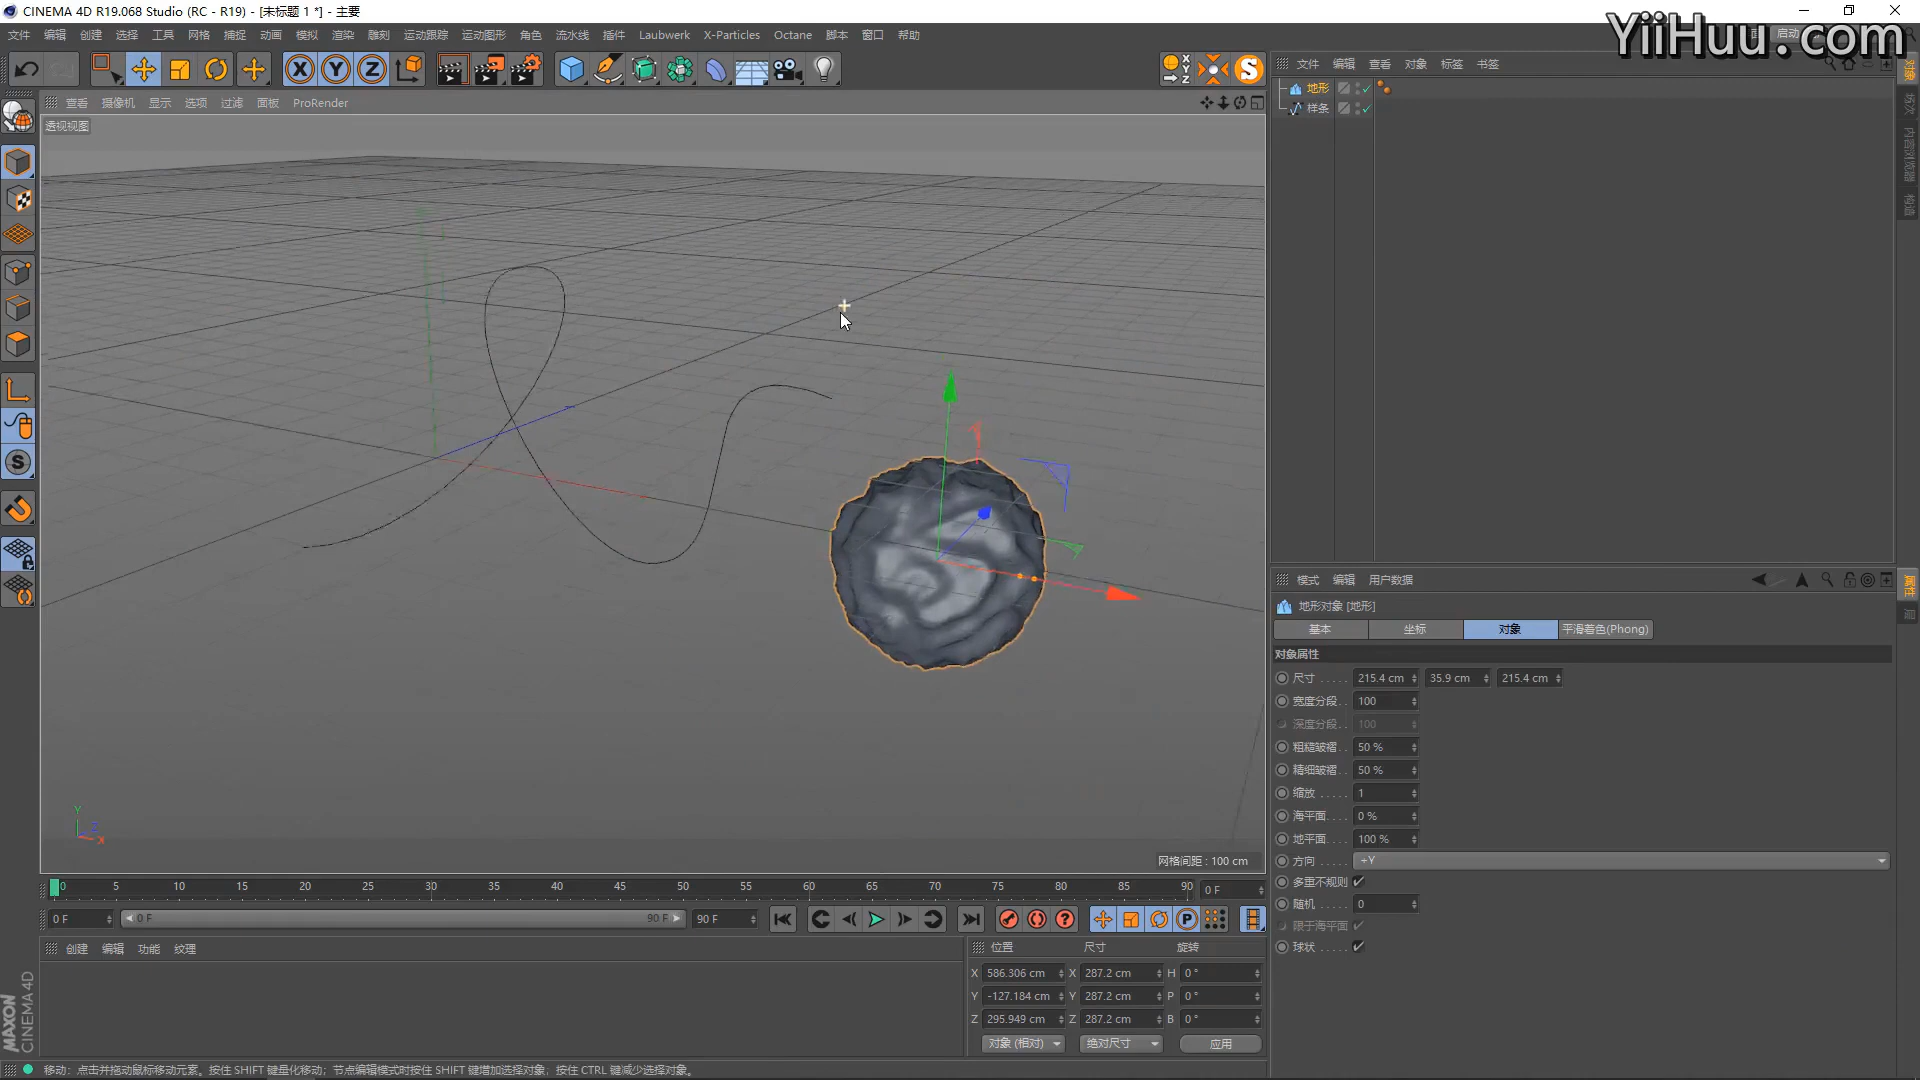 CINEMA 4D R19.068 Studio (RC - R19) - [未标题 1 *] - 主要
YiiHuu.com
文件 编辑 创建 选择 工具 网格 捕捉 动画 模拟 渲染 雕刻 运动跟踪 运动图形 角色 流水线 插件 Laubwerk X-Particles Octane 脚本 窗口 帮助
启动
查看 摄像机 显示 选项 过滤 面板 ProRender
透视视图
文件 编辑 查看 对象 标签 书签
地形
样条
对象
场次
内容浏览器
构造
网格间距 : 100 cm
模式 编辑 用户数据
属性
层
地形对象 [地形]
基本 坐标 对象 平滑着色(Phong)
对象属性
尺寸 . . . . . 215.4 cm 35.9 cm 215.4 cm
宽度分段. . 100
深度分段. . 100
粗糙皱褶. . 50 %
精细皱褶. . 50 %
缩放 . . . . . 1
海平面. . . . 0 %
地平面. . . . 100 %
方向 . . . . . +Y
多重不规则
随机 . . . . . 0
限于海平面
球状 . . . . .
0 5 10 15 20 25 30 35 40 45 50 55 60 65 70 75 80 85 90 0 F
0 F 0 F 90 F 90 F
创建 编辑 功能 纹理
位置 尺寸 旋转
X 586.306 cm X 287.2 cm H 0 °
Y -127.184 cm Y 287.2 cm P 0 °
Z 295.949 cm Z 287.2 cm B 0 °
对象 (相对) 绝对尺寸 应用
MAXON
CINEMA 4D
移动：点击并拖动鼠标移动元素。按住 SHIFT 键量化移动；节点编辑模式时按住 SHIFT 键增加选择对象；按住 CTRL 键减少选择对象。